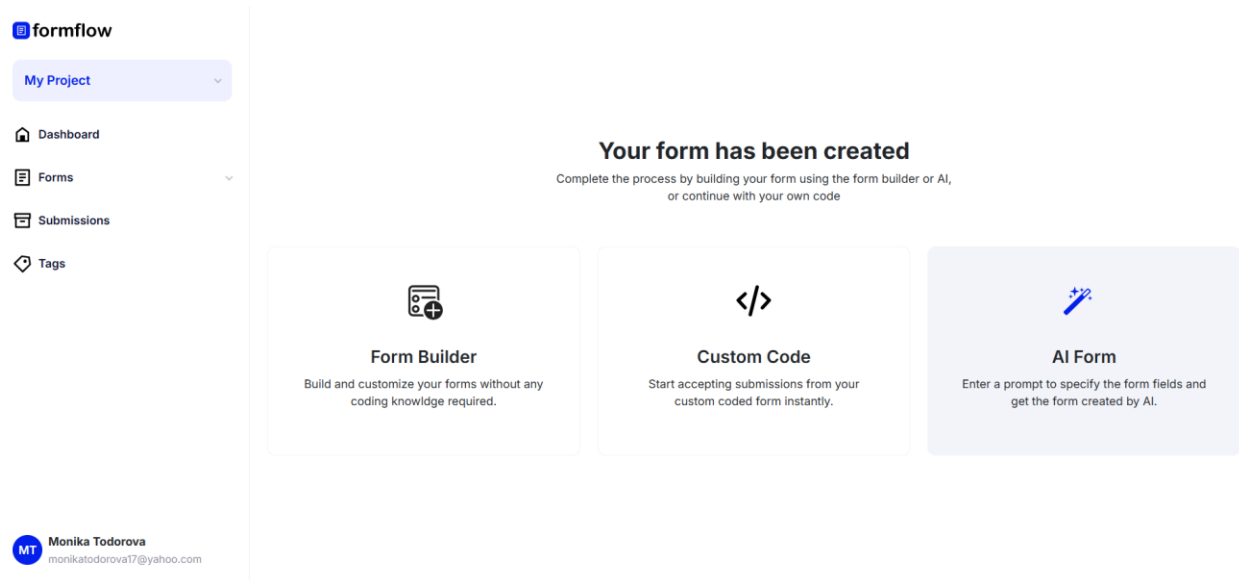 formflow
My Project
Dashboard
Forms
Submissions
Tags
Monika Todorova
MT
monikatodorova17@yahoo.com
Your form has been created
Complete the process by building your form using the form builder or AI,
or continue with your own code
Form Builder
Build and customize your forms without any
coding knowldge required.
Custom Code
Start accepting submissions from your
custom coded form instantly.
AI Form
Enter a prompt to specify the form fields and
get the form created by AI.